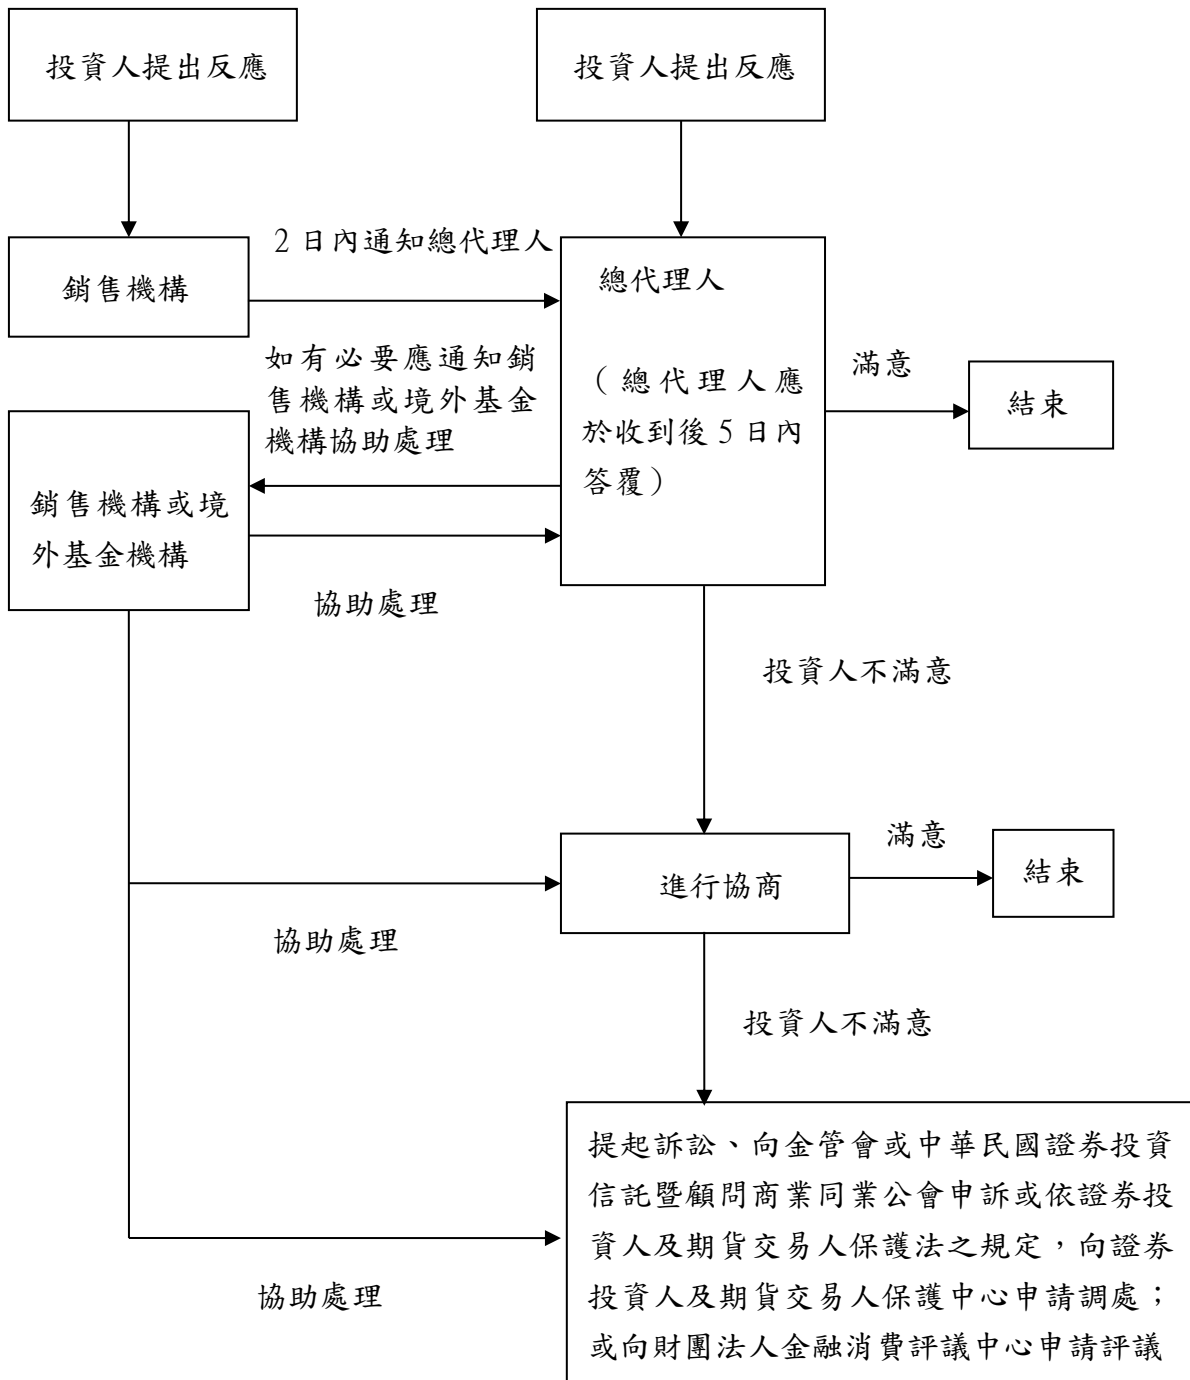 投資人提出反應
投資人提出反應
2日內通知總代理人
銷售機構
總代理人
如有必要應通知銷
售機構或境外基金
機構協助處理
（總代理人應
於收到後5日內
答覆）
滿意
結束
銷售機構或境
外基金機構
協助處理
投資人不滿意
進行協商
滿意
結束
協助處理
投資人不滿意
提起訴訟、向金管會或中華民國證券投資
信託暨顧問商業同業公會申訴或依證券投
資人及期貨交易人保護法之規定，向證券
投資人及期貨交易人保護中心申請調處；
或向財團法人金融消費評議中心申請評議
協助處理